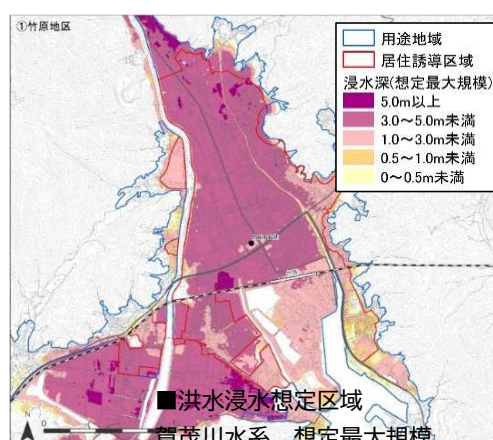 ①竹原地区
用途地域
居住誘導区域
浸水深(想定最大規模)
5.0m以上
3.0～5.0m未満
1.0～3.0m未満
0.5～1.0m未満
0～0.5m未満
■洪水浸水想定区域
賀茂川水系 想定最大規模
0